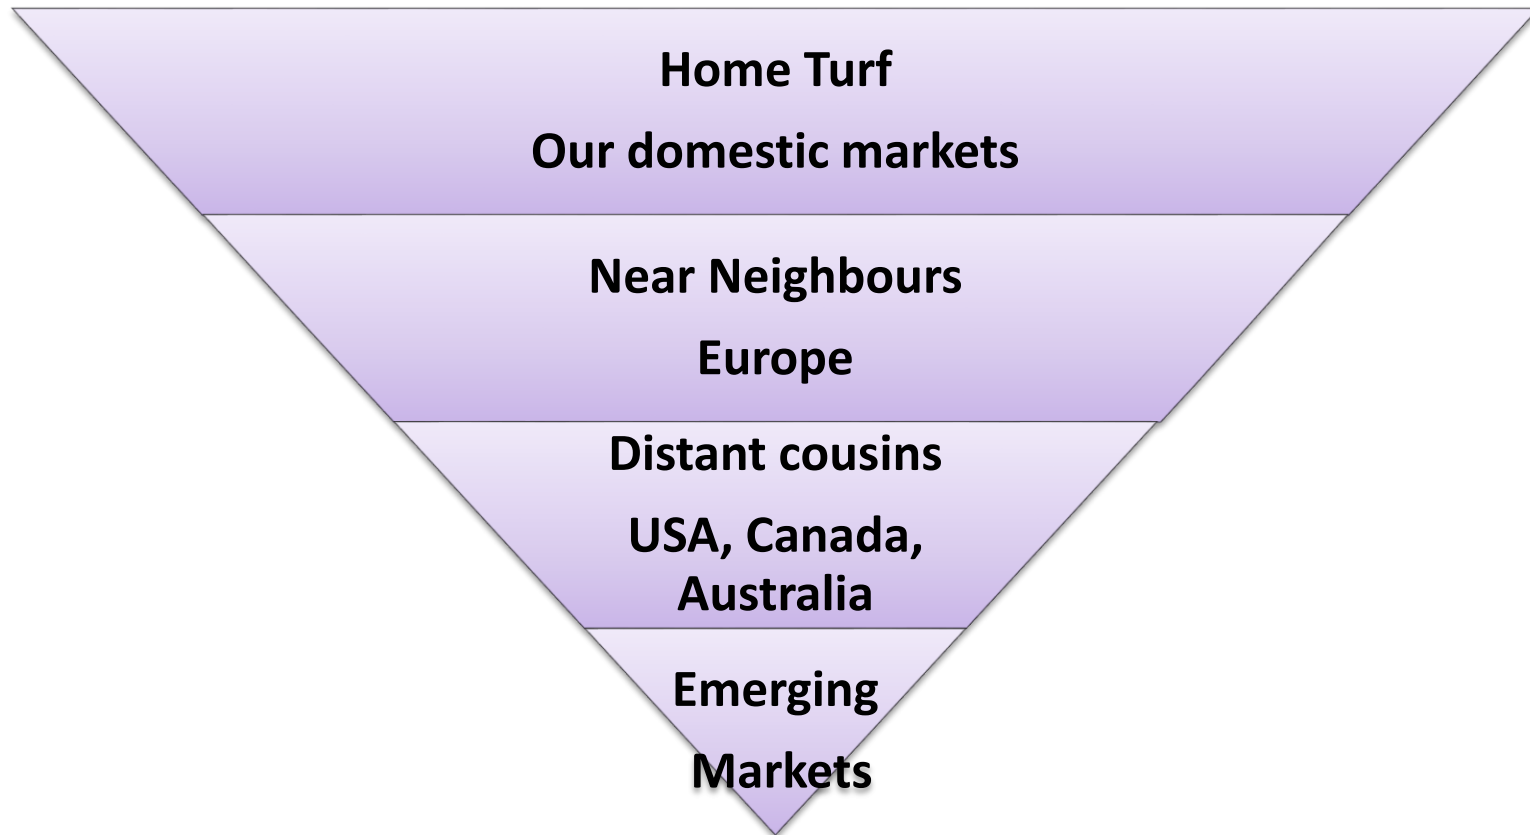 Home Turf
Our domestic markets
Near Neighbours
Europe
Distant cousins
USA, Canada,
Australia
Emerging
Markets